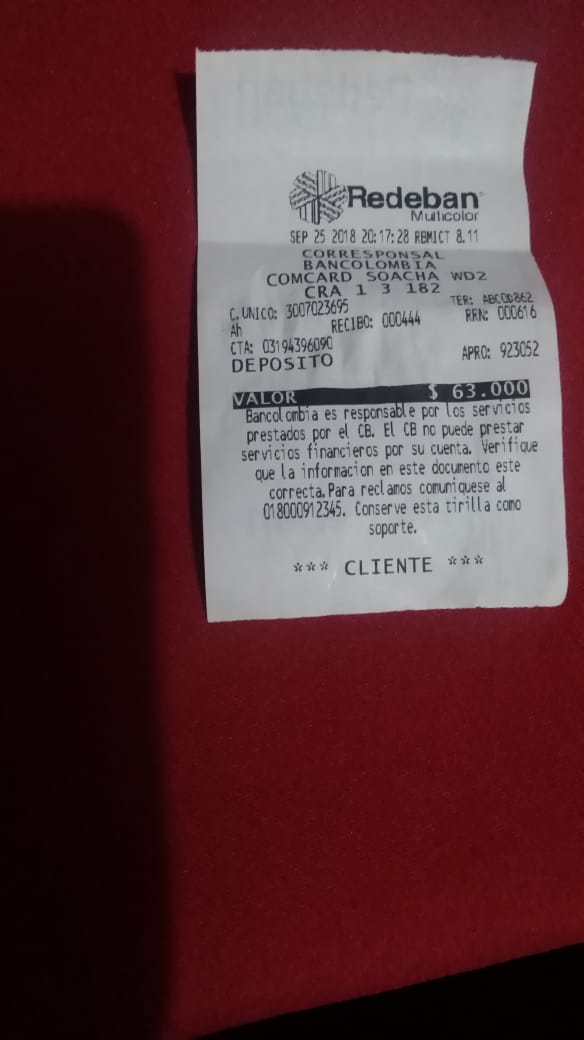 Redeban
Multicolor
SEP 25 2018 20:17:28 RBMICT 8.11
CORRESPONSAL
BANCOLOMBIA
COMCARD SOACHA WD2
CRA 1 3 182
C. UNICO: 3007023695 TER: ABCOD862
Ah RECIBO: 000444 RRN: 000616
CTA: 03194396090
DEPOSITO APRO: 923052
VALOR $ 63.000
Bancolombia es responsable por los servicios
prestados por el CB. El CB no puede prestar
servicios financieros por su cuenta. Verifique
que la informacion en este documento este
correcta.Para reclamos comuniquese al
018000912345. Conserve esta tirilla como
soporte.
*** CLIENTE ***